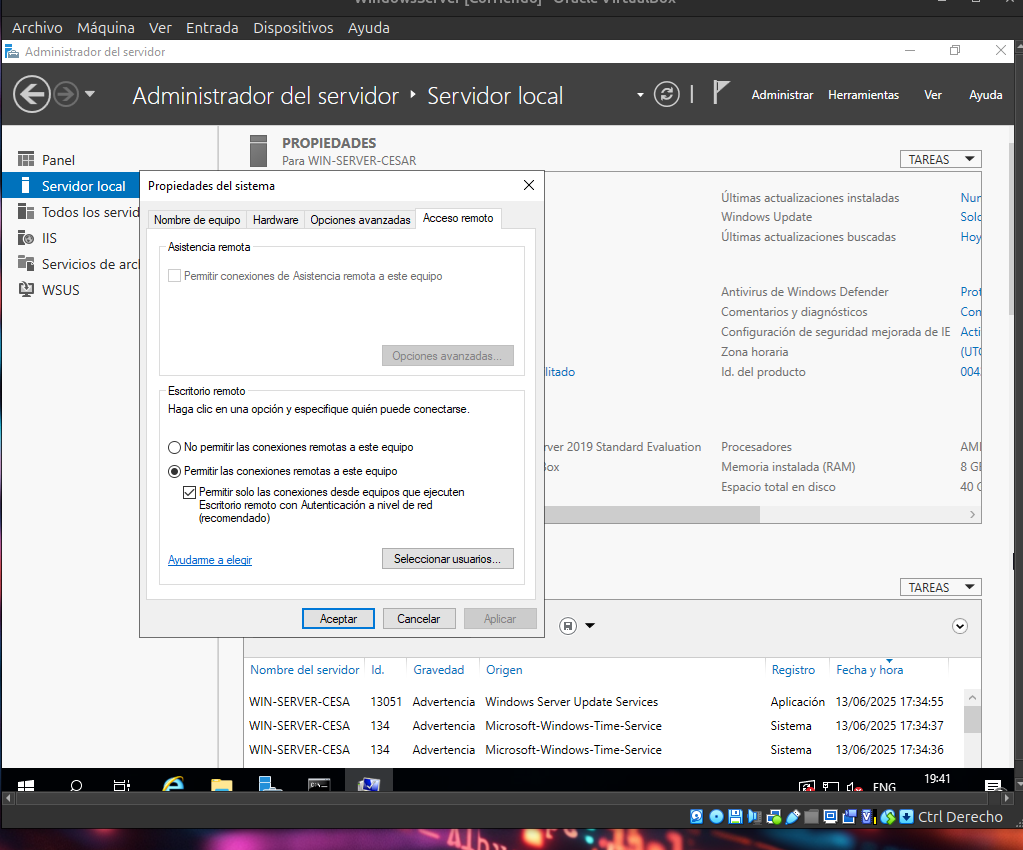 WindowsServer [Corriendo] - Oracle VirtualBox
Archivo Máquina Ver Entrada Dispositivos Ayuda
Administrador del servidor
Administrador del servidor Servidor local
Administrar Herramientas Ver Ayuda
Panel
Servidor local
Todos los servid
IIS
Servicios de arc
WSUS
PROPIEDADES
Para WIN-SERVER-CESAR
TAREAS
Propiedades del sistema
Nombre de equipo Hardware Opciones avanzadas Acceso remoto
Asistencia remota
Permitir conexiones de Asistencia remota a este equipo
Opciones avanzadas...
Escritorio remoto
Haga clic en una opción y especifique quién puede conectarse.
No permitir las conexiones remotas a este equipo
Permitir las conexiones remotas a este equipo
Permitir solo las conexiones desde equipos que ejecuten
Escritorio remoto con Autenticación a nivel de red
(recomendado)
Ayudarme a elegir
Seleccionar usuarios...
Aceptar Cancelar Aplicar
Últimas actualizaciones instaladas
Windows Update Solo
Últimas actualizaciones buscadas Hoy
Antivirus de Windows Defender Prot
Comentarios y diagnósticos Con
Configuración de seguridad mejorada de IE Acti
Zona horaria (UTC
litado Id. del producto 004
rver 2019 Standard Evaluation Procesadores AM
Box Memoria instalada (RAM) 8 GB
Espacio total en disco 40 G
TAREAS
Nombre del servidor Id. Gravedad Origen Registro Fecha y hora
WIN-SERVER-CESA 13051 Advertencia Windows Server Update Services Aplicación 13/06/2025 17:34:55
WIN-SERVER-CESA 134 Advertencia Microsoft-Windows-Time-Service Sistema 13/06/2025 17:34:37
WIN-SERVER-CESA 134 Advertencia Microsoft-Windows-Time-Service Sistema 13/06/2025 17:34:36
ENG 19:41
Ctrl Derecho